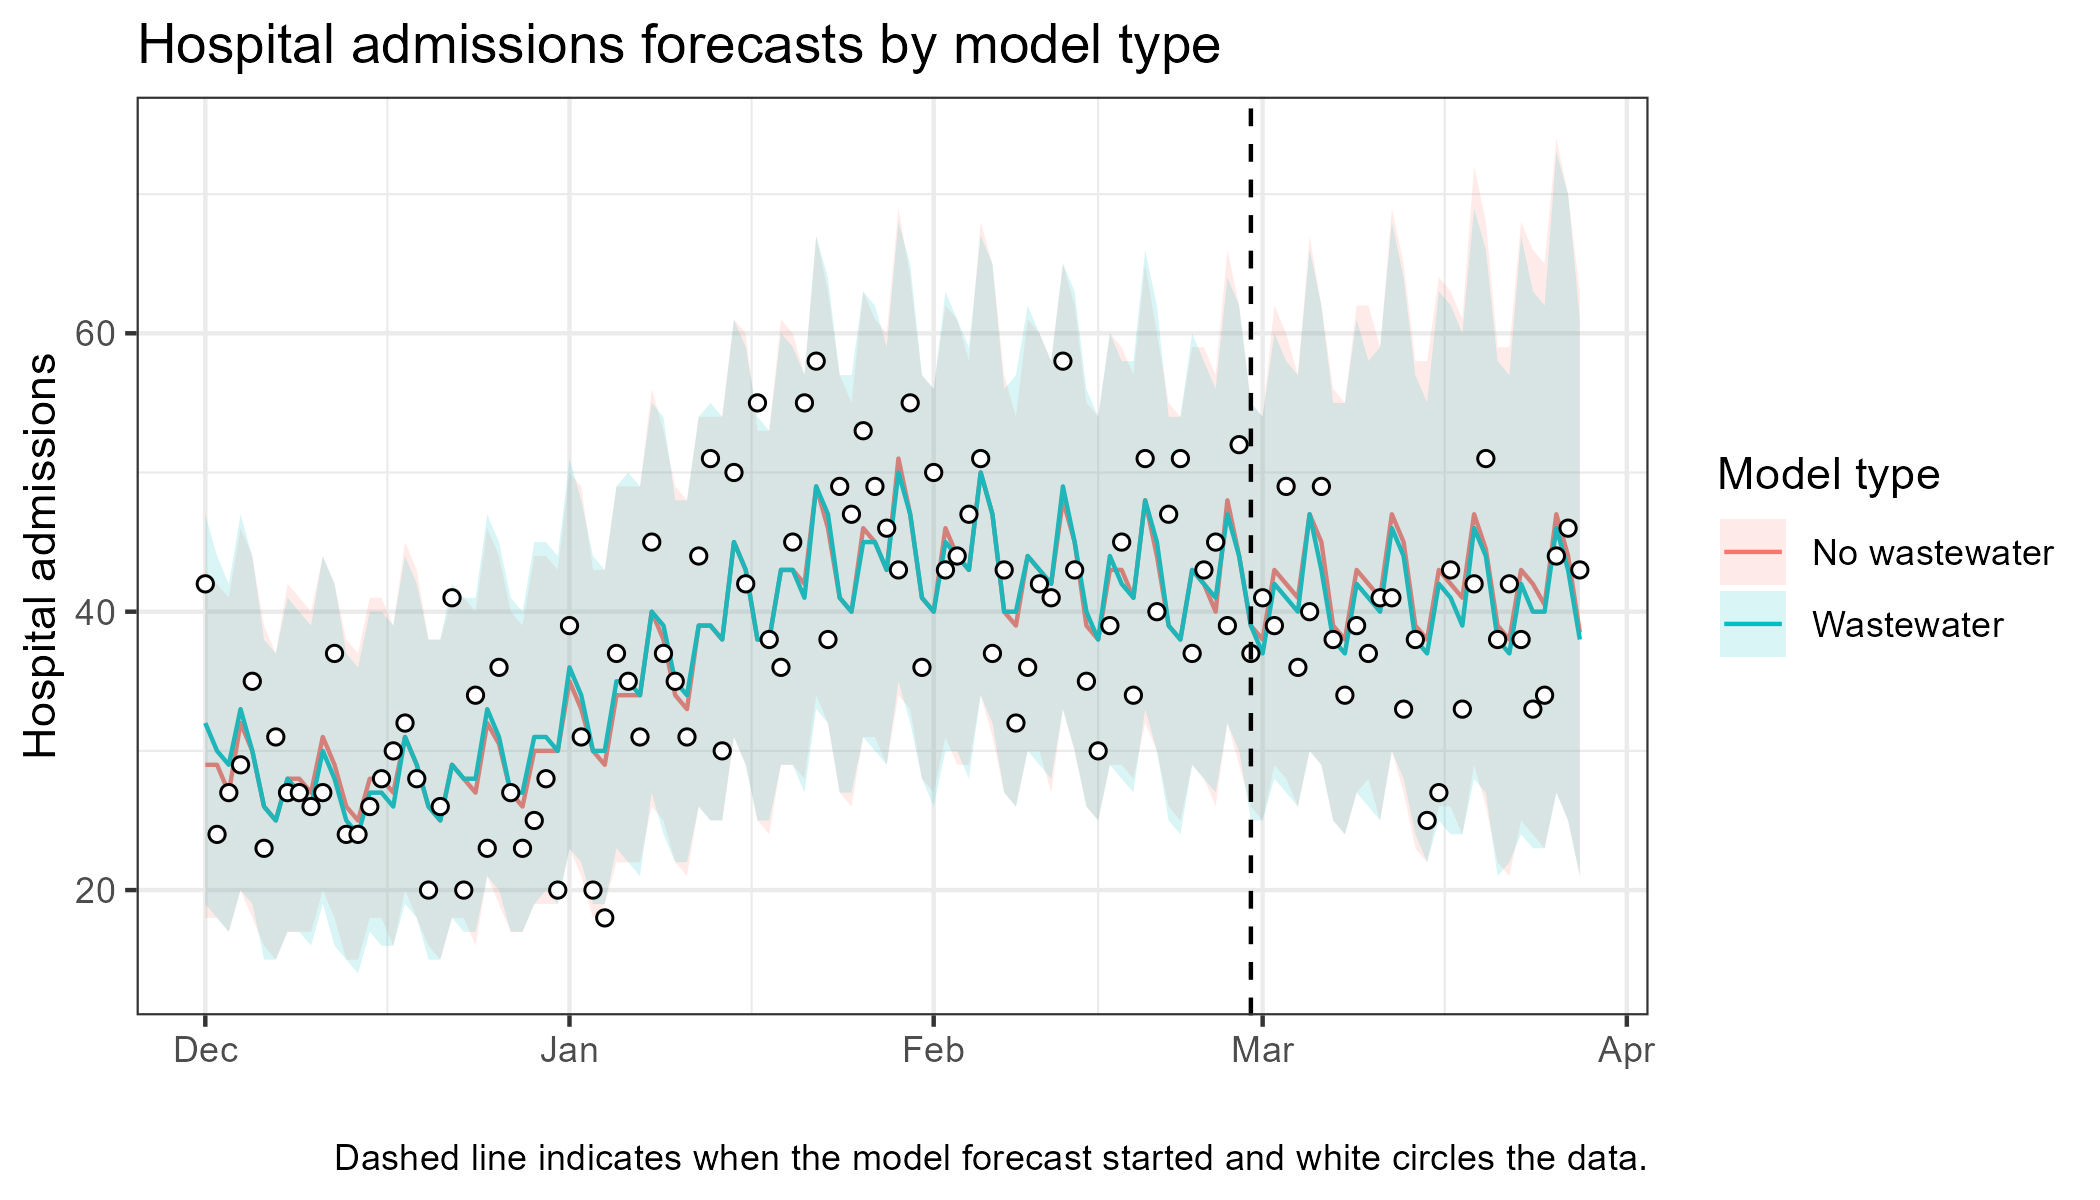 Hospital admissions forecasts by model type
Hospital admissions
60
40
20
Dec
Jan
Feb
Mar
Apr
Model type
No wastewater
Wastewater
Dashed line indicates when the model forecast started and white circles the data.